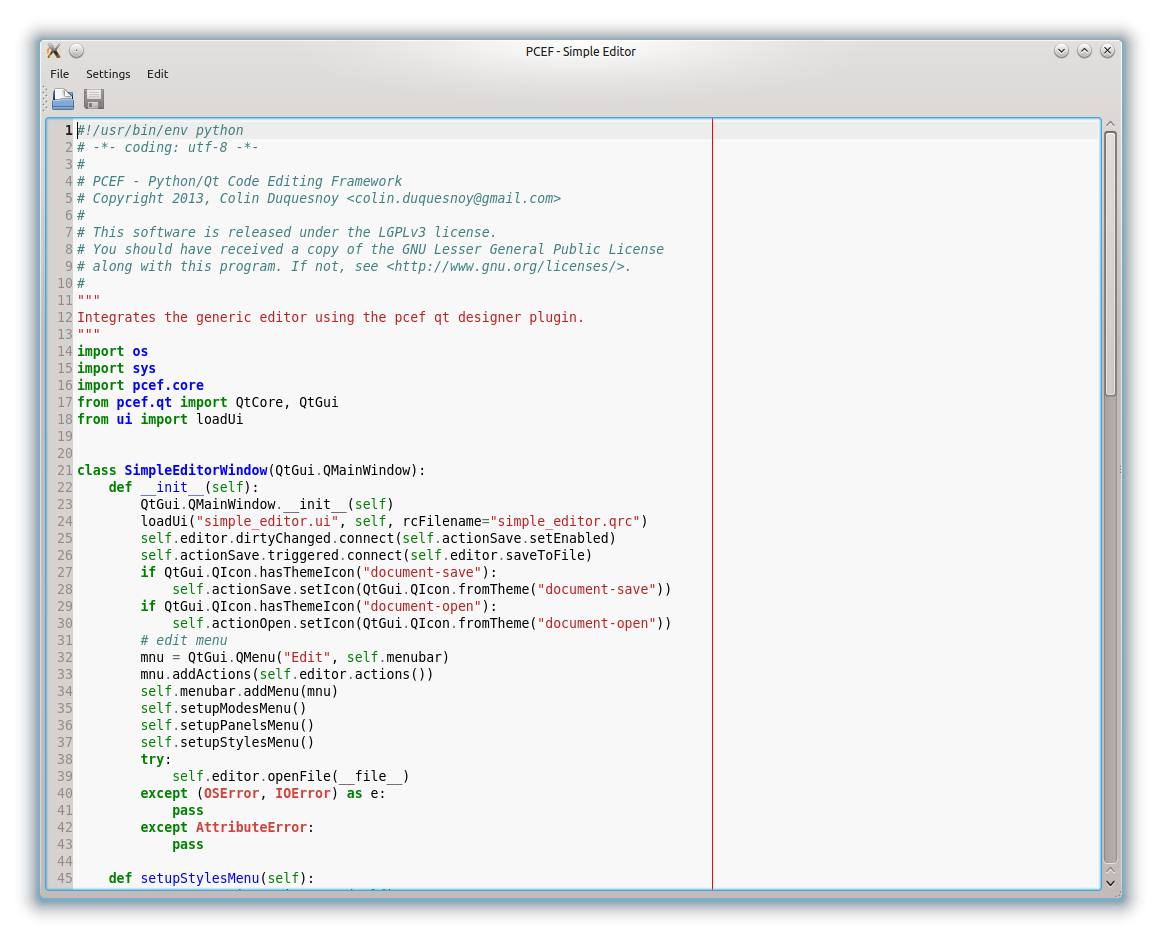 PCEF - Simple Editor
File Settings Edit
1 #!/usr/bin/env python
2 # -*- coding: utf-8 -*-
3 #
4 # PCEF - Python/Qt Code Editing Framework
5 # Copyright 2013, Colin Duquesnoy <colin.duquesnoy@gmail.com>
6 #
7 # This software is released under the LGPLv3 license.
8 # You should have received a copy of the GNU Lesser General Public License
9 # along with this program. If not, see <http://www.gnu.org/licenses/>.
10 #
11 """
12 Integrates the generic editor using the pcef qt designer plugin.
13 """
14 import os
15 import sys
16 import pcef.core
17 from pcef.qt import QtCore, QtGui
18 from ui import loadUi
19
20
21 class SimpleEditorWindow(QtGui.QMainWindow):
22     def __init__(self):
23         QtGui.QMainWindow.__init__(self)
24         loadUi("simple_editor.ui", self, rcFilename="simple_editor.qrc")
25         self.editor.dirtyChanged.connect(self.actionSave.setEnabled)
26         self.actionSave.triggered.connect(self.editor.saveToFile)
27         if QtGui.QIcon.hasThemeIcon("document-save"):
28             self.actionSave.setIcon(QtGui.QIcon.fromTheme("document-save"))
29         if QtGui.QIcon.hasThemeIcon("document-open"):
30             self.actionOpen.setIcon(QtGui.QIcon.fromTheme("document-open"))
31         # edit menu
32         mnu = QtGui.QMenu("Edit", self.menubar)
33         mnu.addActions(self.editor.actions())
34         self.menubar.addMenu(mnu)
35         self.setupModesMenu()
36         self.setupPanelsMenu()
37         self.setupStylesMenu()
38         try:
39             self.editor.openFile(__file__)
40         except (OSError, IOError) as e:
41             pass
42         except AttributeError:
43             pass
44
45     def setupStylesMenu(self):